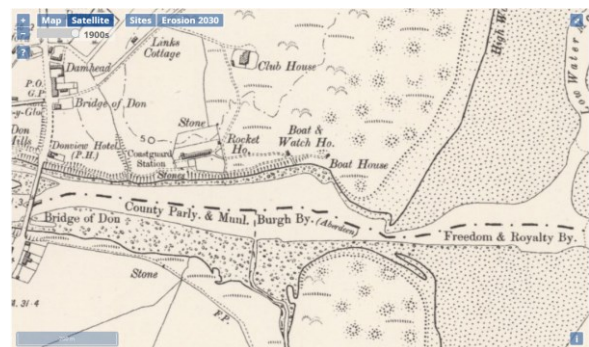 + Map Satellite Sites Erosion 2030
1900s
?
Links
Cottage
Damhead
Club House
P.O.
G.P.
Bridge of Don
Stone
Donview Hotel
(P.H.)
5
Coastguard
Station
Rocket
Ho.
Boat &
Watch Ho.
Boat House
Stones
County Parly. & Munl. Burgh By. (Aberdeen)
Bridge of Don
Freedom & Royalty By.
Stone
F.P.
High W
Low Water
i